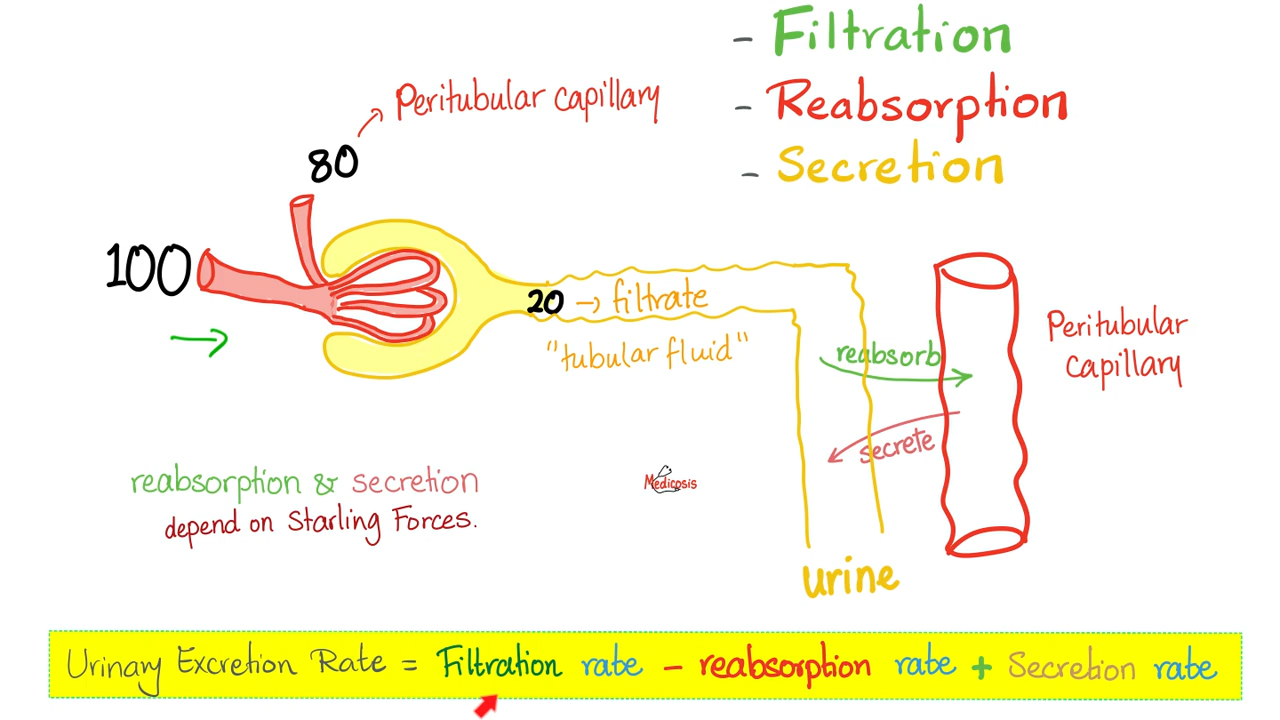 - Filtration
- Reabsorption
- Secretion
Peritubular capillary
80
100
20 → filtrate
"tubular fluid"
reabsorb
secrete
Peritubular
capillary
reabsorption & secretion
depend on Starling Forces.
Medicosis
urine
Urinary Excretion Rate = Filtration rate - reabsorption rate + Secretion rate